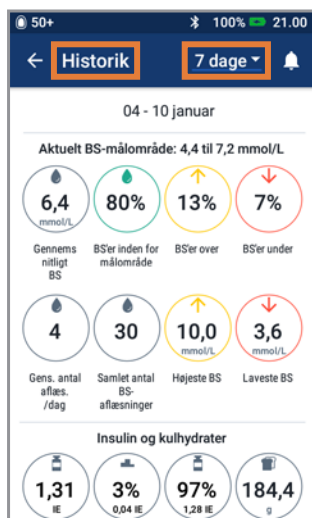 50+ 100% 21.00
Historik 7 dage
04 - 10 januar
Aktuelt BS-målområde: 4,4 til 7,2 mmol/L
6,4 80% 13% 7%
mmol/L
Gennems BS'er inden for BS'er over BS'er under
nitligt målområde
BS
4 30 10,0 3,6
mmol/L mmol/L
Gens. antal Samlet antal Højeste BS Laveste BS
aflæs. BS-
/dag aflæsninger
Insulin og kulhydrater
1,31 3% 97% 184,4
IE 0,04 IE 1,28 IE g